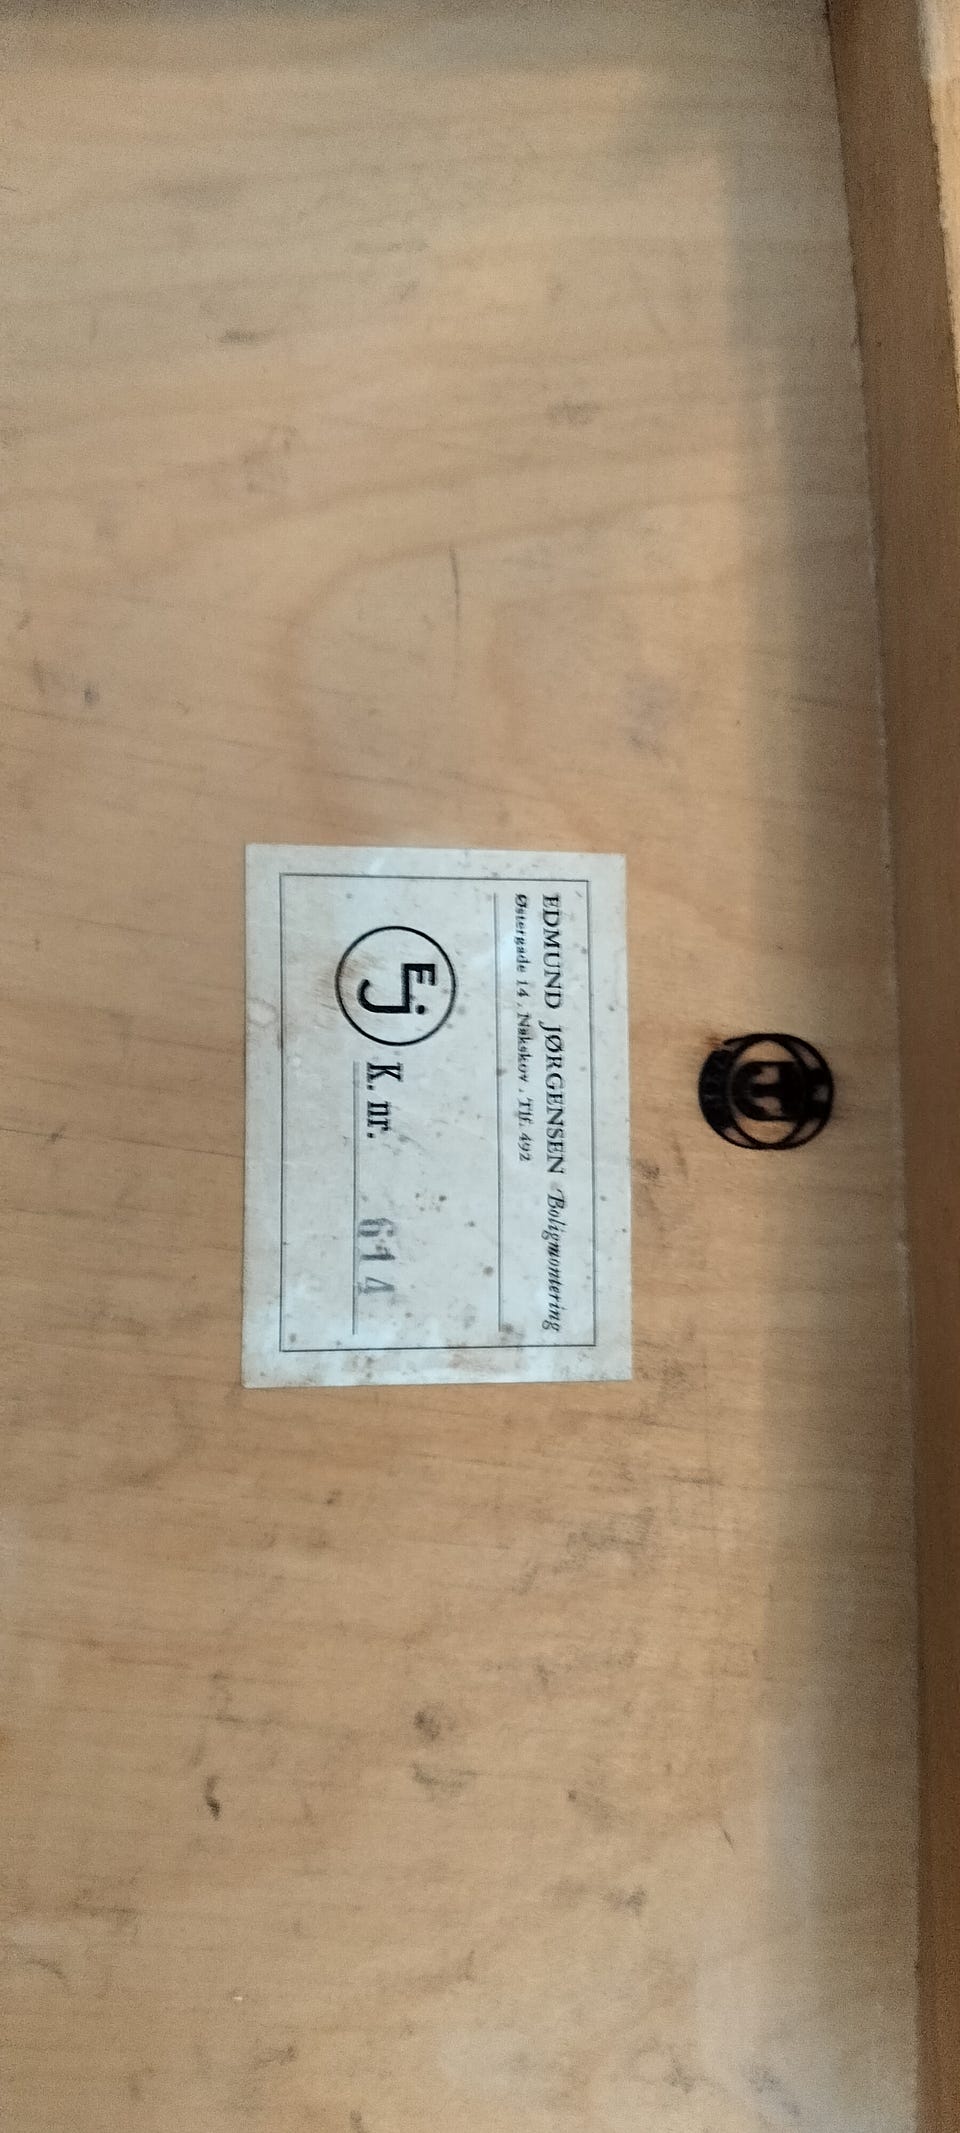 EDMUND JØRGENSEN Boligmontering
Østergade 14 . Nakskov . Tlf. 492
EJ
K. nr. 614